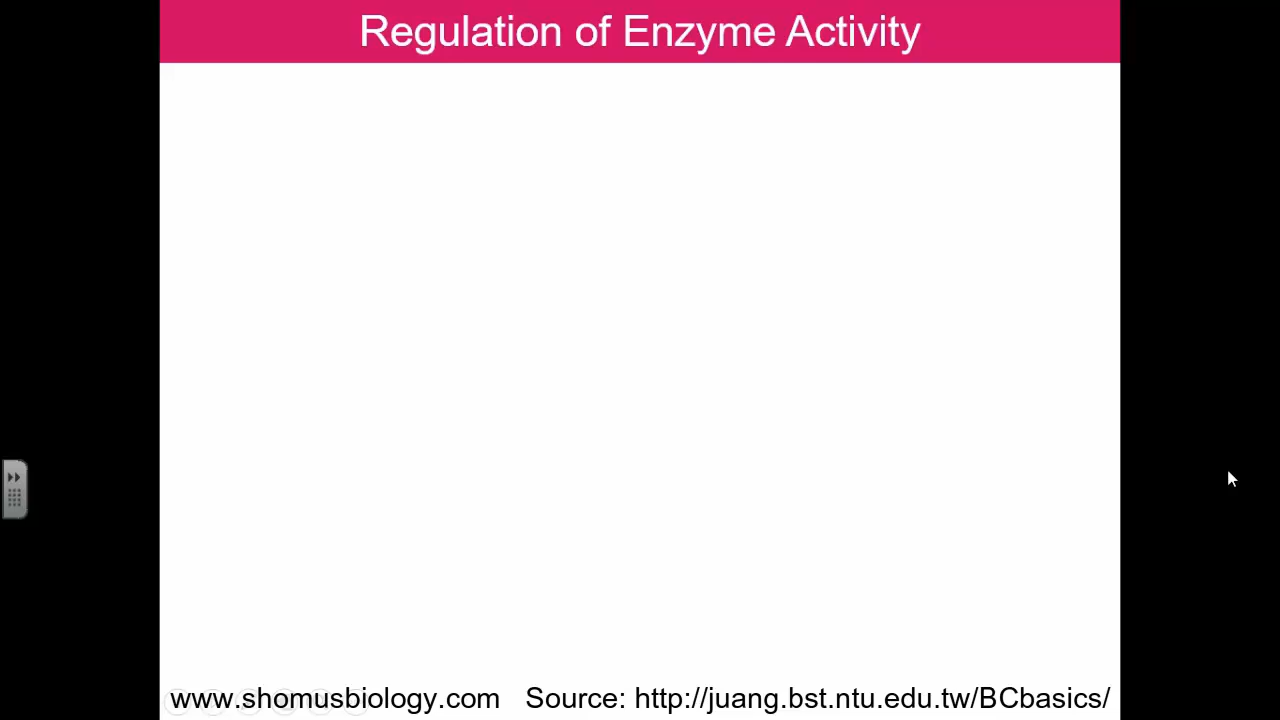 Regulation of Enzyme Activity
www.shomusbiology.com Source: http://juang.bst.ntu.edu.tw/BCbasics/